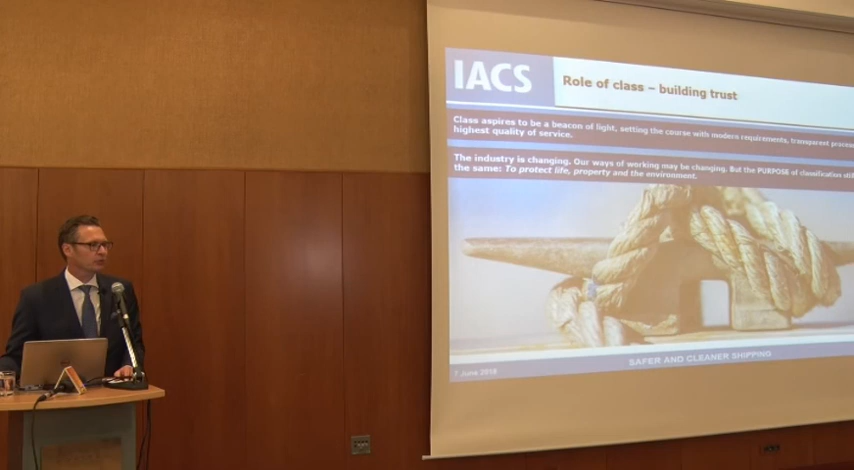 IACS
Role of class – building trust
Class aspires to be a beacon of light, setting the course with modern requirements, transparent
highest quality of service.
The industry is changing. Our ways of working may be changing. But the PURPOSE of classification
the same: To protect life, property and the environment.
SAFER AND CLEANER SHIPPING
7 June 2018